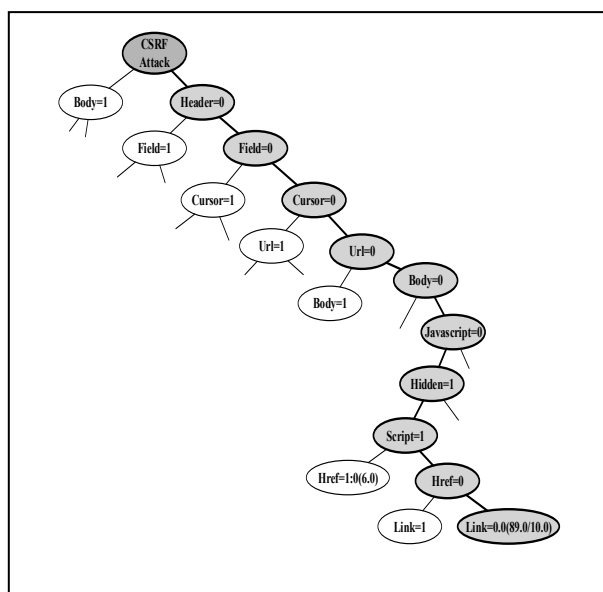 CSRF
Attack
Body=1
Header=0
Field=1
Field=0
Cursor=1
Cursor=0
Url=1
Url=0
Body=1
Body=0
Javascript=0
Hidden=1
Script=1
Href=1:0(6.0)
Href=0
Link=1
Link=0.0(89.0/10.0)